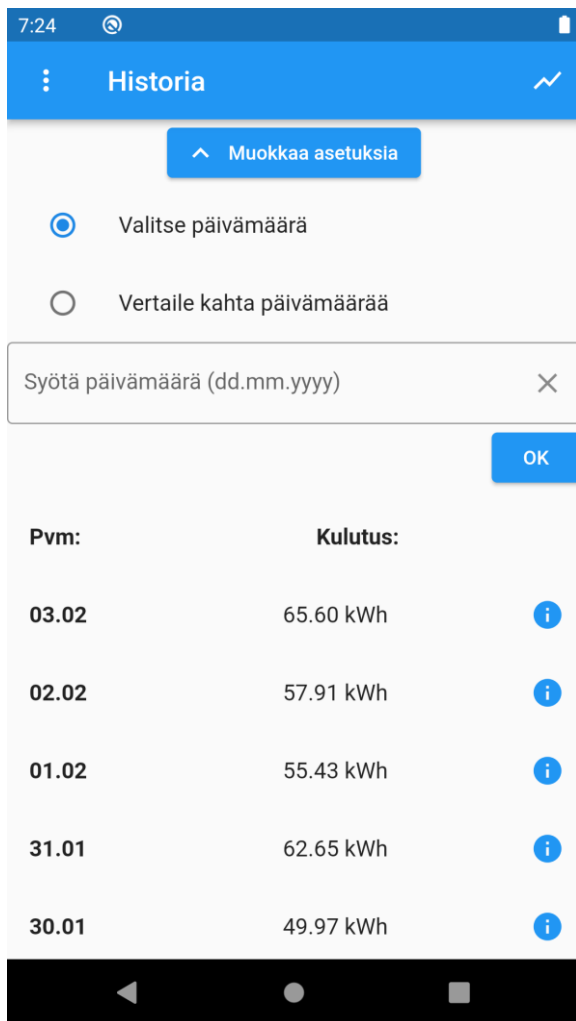 7:24
Historia
Muokkaa asetuksia
Valitse päivämäärä
Vertaile kahta päivämäärää
Syötä päivämäärä (dd.mm.yyyy)
OK
Pvm: Kulutus:
03.02 65.60 kWh
02.02 57.91 kWh
01.02 55.43 kWh
31.01 62.65 kWh
30.01 49.97 kWh